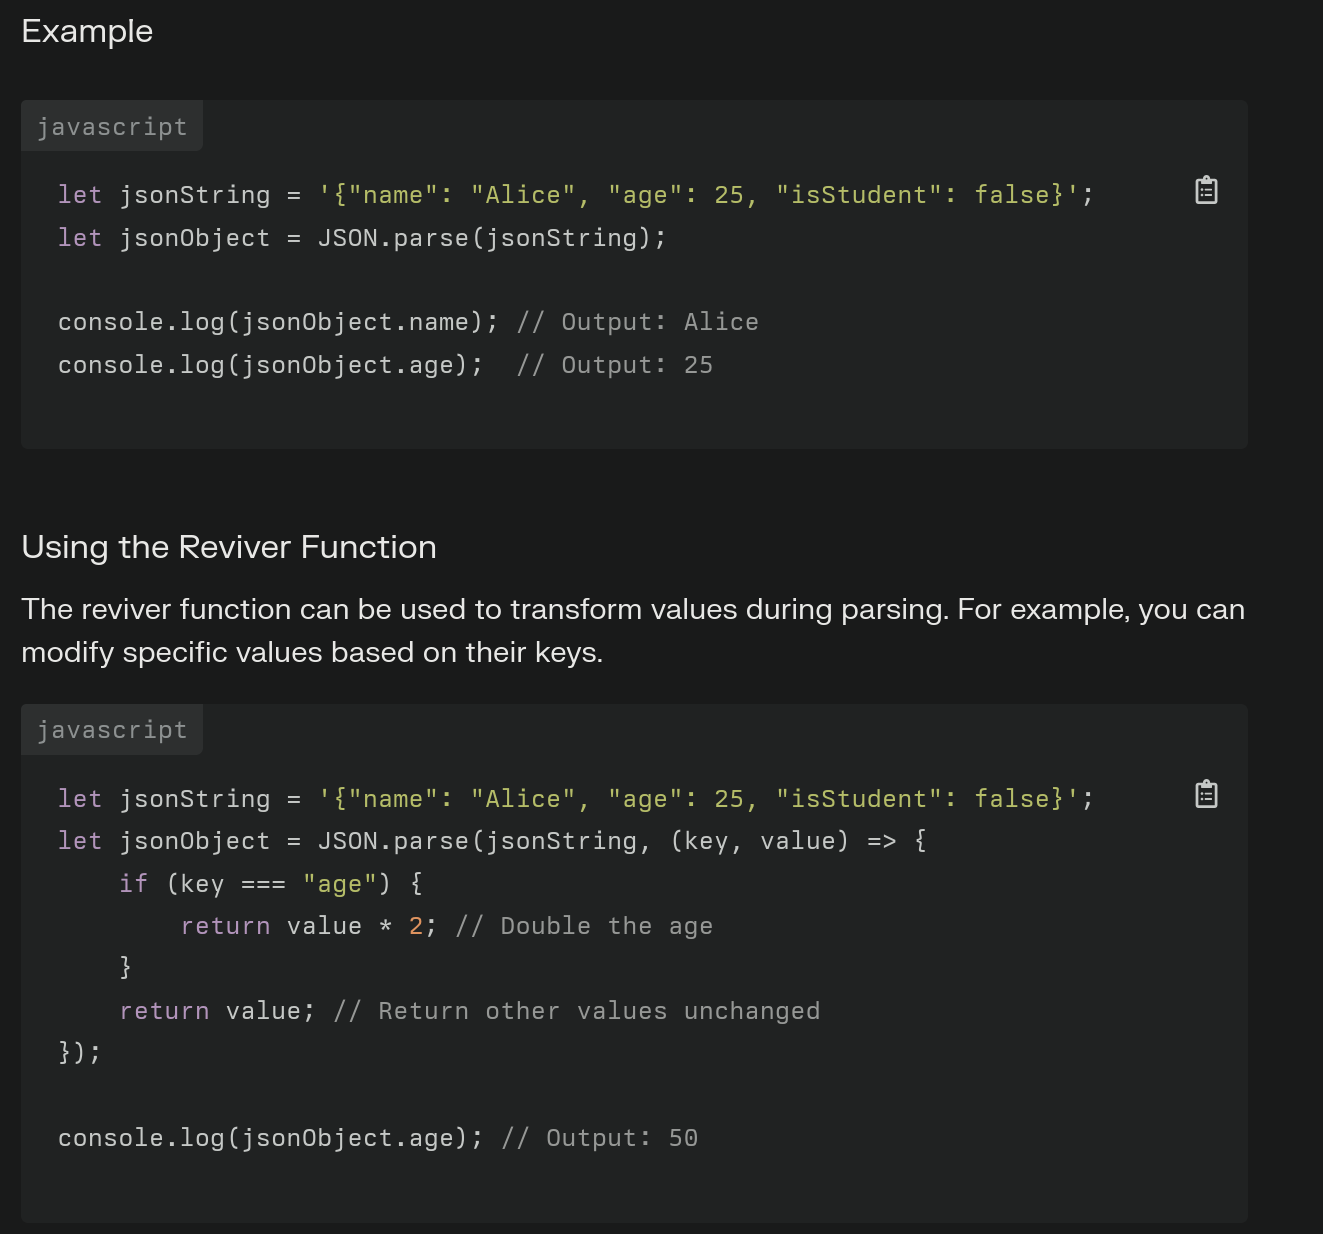 Example
javascript
let jsonString = '{"name": "Alice", "age": 25, "isStudent": false}';
let jsonObject = JSON.parse(jsonString);
console.log(jsonObject.name); // Output: Alice
console.log(jsonObject.age);  // Output: 25
Using the Reviver Function
The reviver function can be used to transform values during parsing. For example, you can
modify specific values based on their keys.
javascript
let jsonString = '{"name": "Alice", "age": 25, "isStudent": false}';
let jsonObject = JSON.parse(jsonString, (key, value) => {
    if (key === "age") {
        return value * 2; // Double the age
    }
    return value; // Return other values unchanged
});
console.log(jsonObject.age); // Output: 50